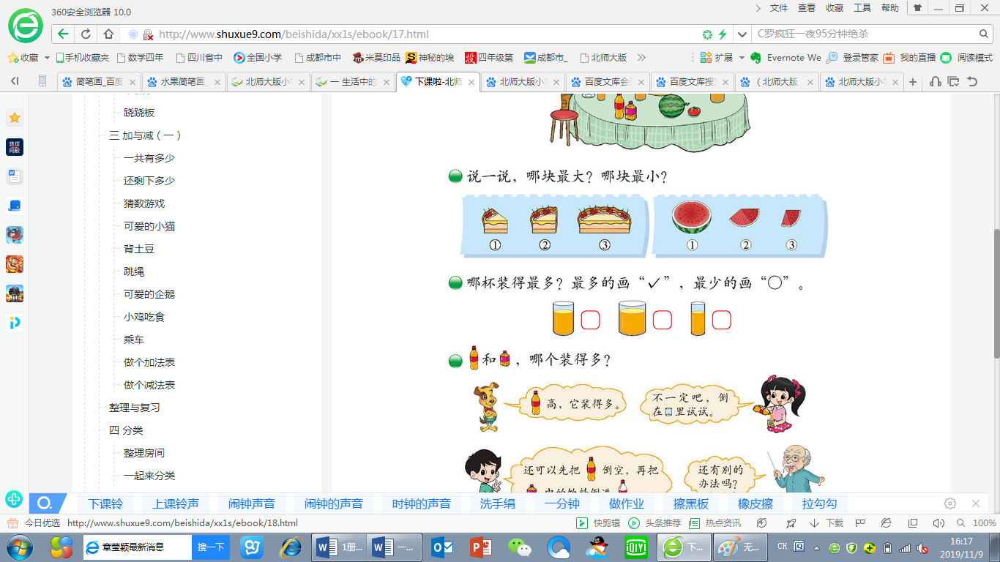 360安全浏览器 10.0
文件 查看 收藏 工具 帮助
http://www.shuxue9.com/beishida/xx1s/ebook/17.html
C罗疯狂一夜95分钟绝杀
收藏 手机收藏夹 数学四年 四川省中 全国小学 成都市中 米莫印品 神秘的埃 四年级第 成都市_ 北师大版 扩展 Evernote We 登录管家 我的直播 阅读模式
简笔画_百度 水果简笔画_ 北师大版小学 一 生活中的 下课啦-北师 北师大版小学 百度文库会员 百度文库搜 （北师大版 北师大版小学
跷跷板
三 加与减（一）
一共有多少
还剩下多少
猜数游戏
可爱的小猫
背土豆
跳绳
可爱的企鹅
小鸡吃食
乘车
做个加法表
做个减法表
整理与复习
四 分类
整理房间
一起来分类
说一说，哪块最大？哪块最小？
① ② ③ ① ② ③
哪杯装得最多？最多的画“✓”，最少的画“○”。
和 ，哪个装得多？
高，它装得多。
不一定吧，倒
在 里试试。
还可以先把 倒空，再把
还有别的
办法吗？
下课铃 上课铃声 闹钟声音 闹钟的声音 时钟的声音 洗手绢 一分钟 做作业 擦黑板 橡皮擦 拉勾勾
今日优选 http://www.shuxue9.com/beishida/xx1s/ebook/18.html 快剪辑 头条推荐 热点资讯 下载 100%
章莹颖最新消息 搜一下 1册... 一... 下... 无... CH 16:17
2019/11/9